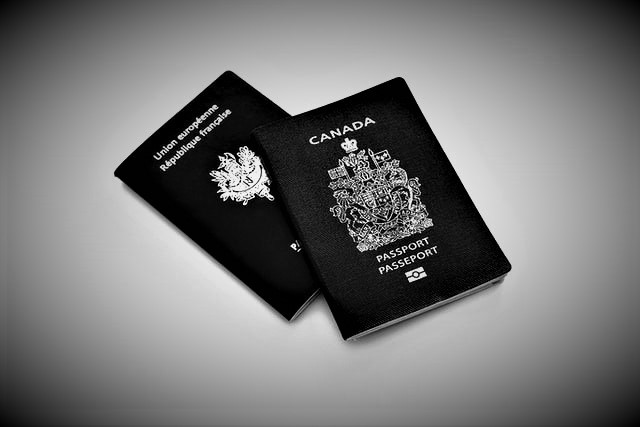 Union européenne
République française
CANADA
PASSPORT
PASSEPORT